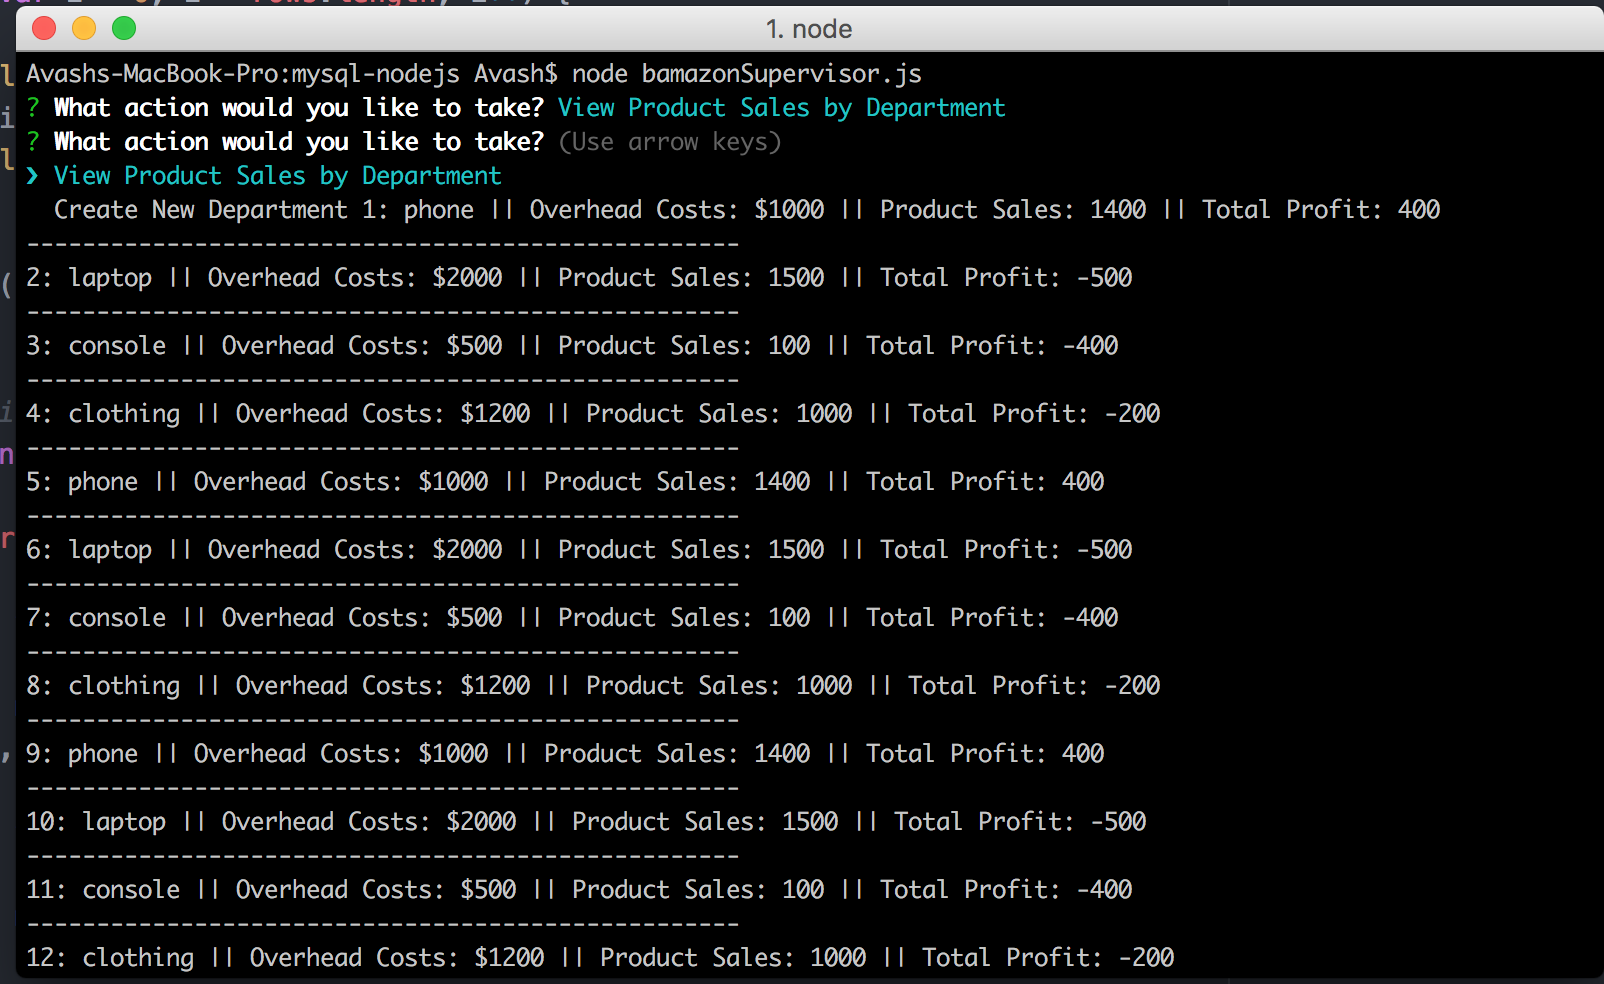 1. node
Avashs-MacBook-Pro:mysql-nodejs Avash$ node bamazonSupervisor.js
? What action would you like to take? View Product Sales by Department
? What action would you like to take? (Use arrow keys)
❯ View Product Sales by Department
  Create New Department 1: phone || Overhead Costs: $1000 || Product Sales: 1400 || Total Profit: 400
---------------------------------------------------
2: laptop || Overhead Costs: $2000 || Product Sales: 1500 || Total Profit: -500
---------------------------------------------------
3: console || Overhead Costs: $500 || Product Sales: 100 || Total Profit: -400
---------------------------------------------------
4: clothing || Overhead Costs: $1200 || Product Sales: 1000 || Total Profit: -200
---------------------------------------------------
5: phone || Overhead Costs: $1000 || Product Sales: 1400 || Total Profit: 400
---------------------------------------------------
6: laptop || Overhead Costs: $2000 || Product Sales: 1500 || Total Profit: -500
---------------------------------------------------
7: console || Overhead Costs: $500 || Product Sales: 100 || Total Profit: -400
---------------------------------------------------
8: clothing || Overhead Costs: $1200 || Product Sales: 1000 || Total Profit: -200
---------------------------------------------------
9: phone || Overhead Costs: $1000 || Product Sales: 1400 || Total Profit: 400
---------------------------------------------------
10: laptop || Overhead Costs: $2000 || Product Sales: 1500 || Total Profit: -500
---------------------------------------------------
11: console || Overhead Costs: $500 || Product Sales: 100 || Total Profit: -400
---------------------------------------------------
12: clothing || Overhead Costs: $1200 || Product Sales: 1000 || Total Profit: -200